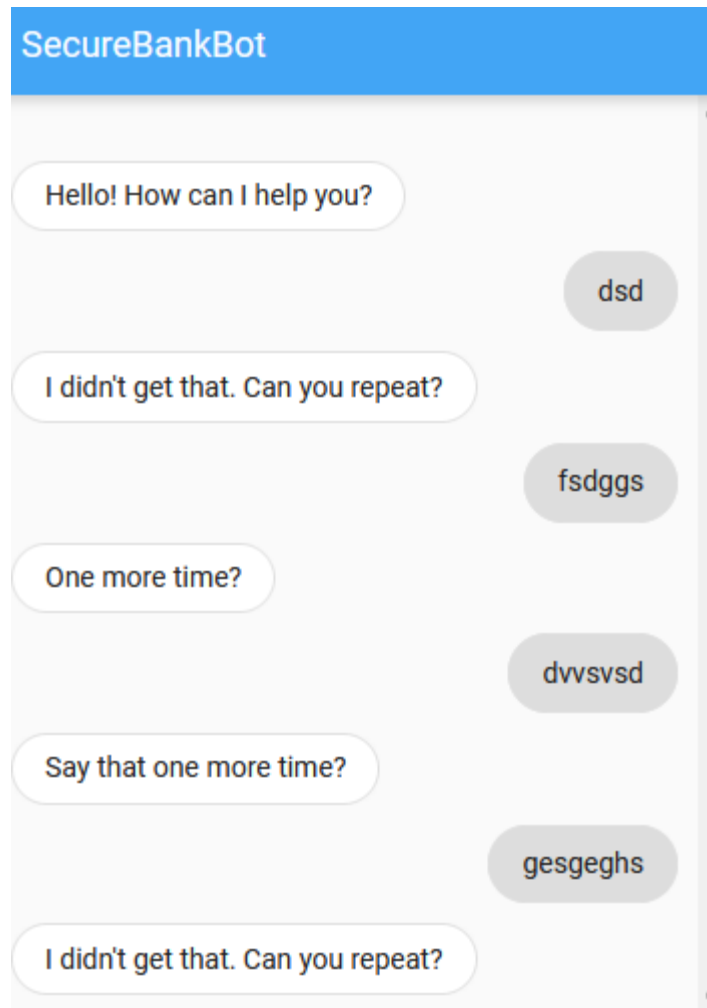 SecureBankBot
Hello! How can I help you?
dsd
I didn't get that. Can you repeat?
fsdggs
One more time?
dvvsvsd
Say that one more time?
gesgeghs
I didn't get that. Can you repeat?